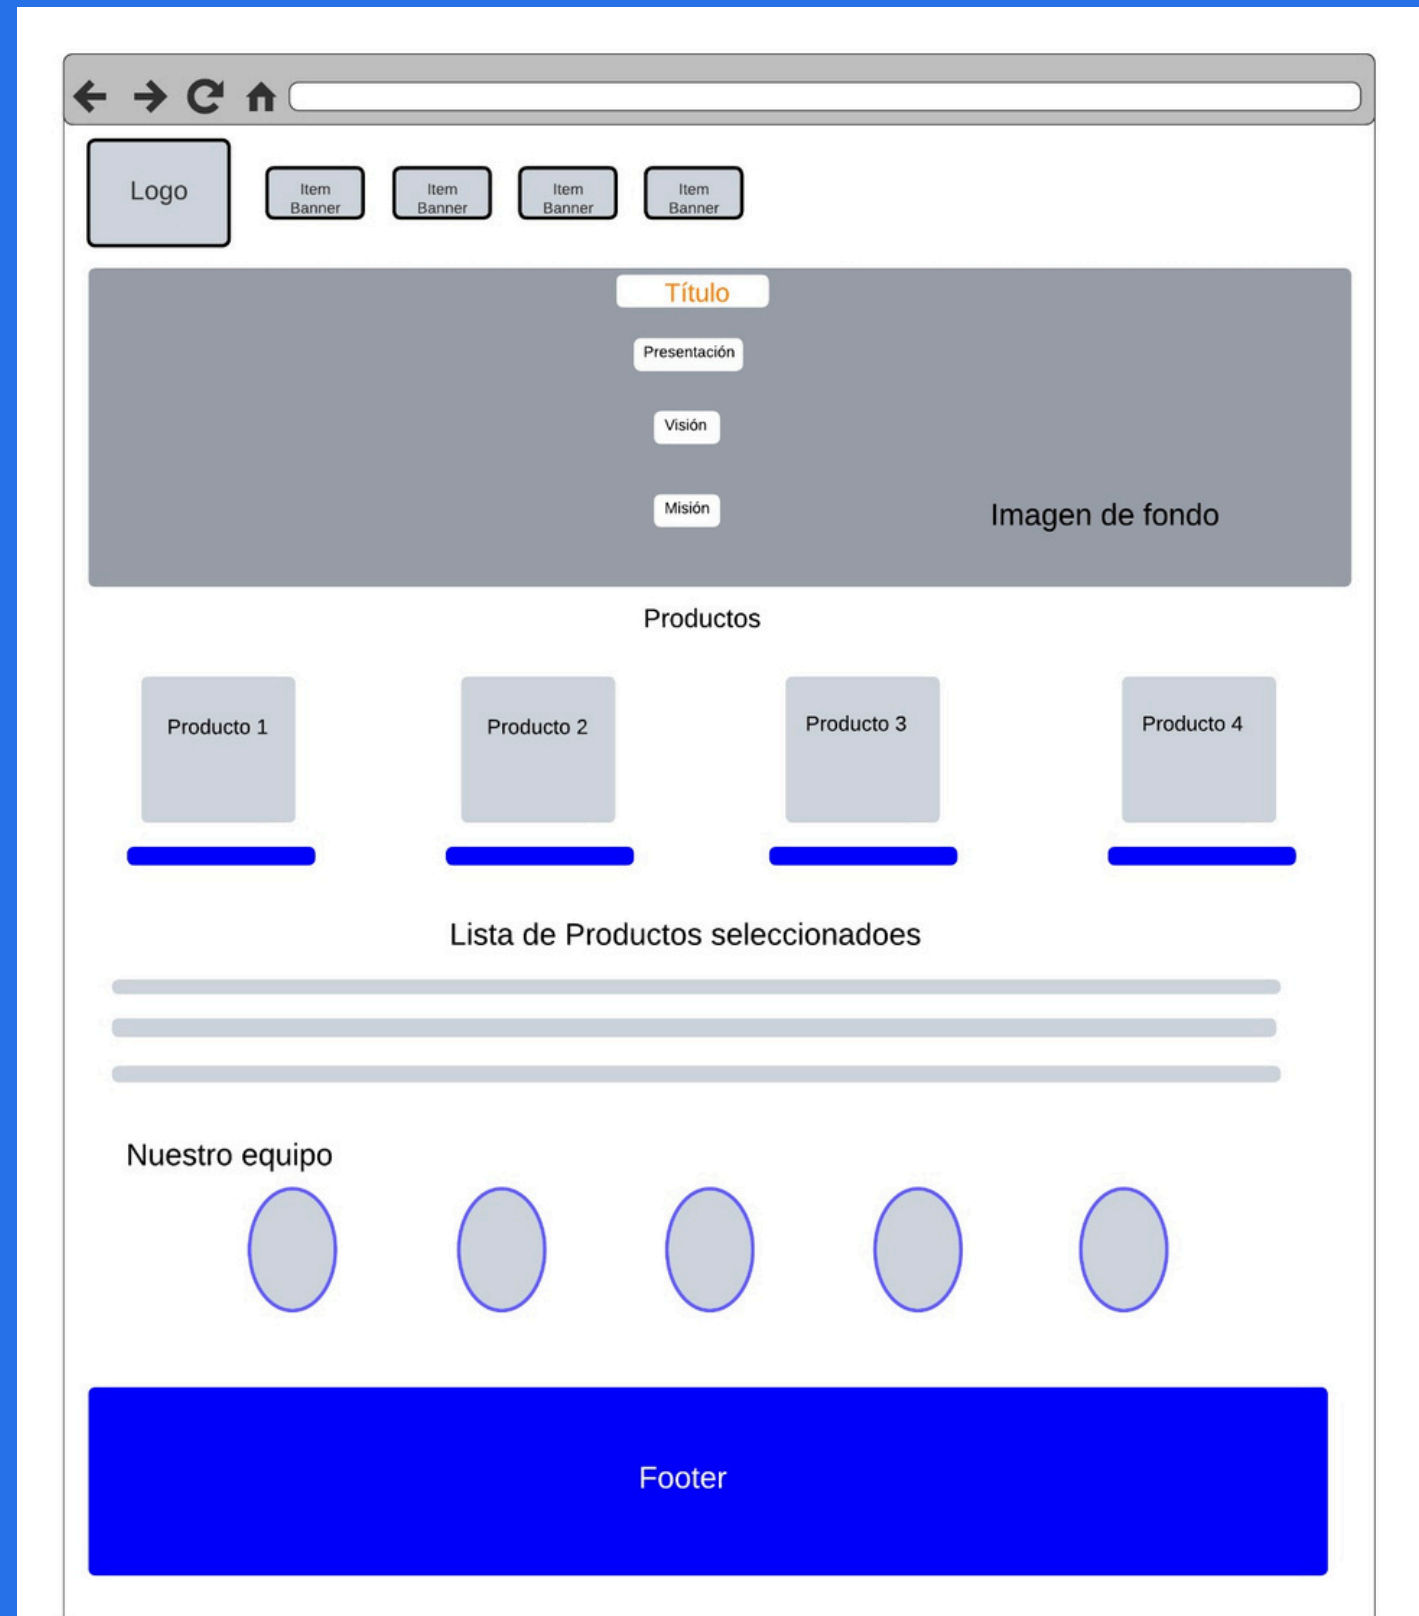 Logo
Item
Banner
Item
Banner
Item
Banner
Item
Banner
Título
Presentación
Visión
Misión
Imagen de fondo
Productos
Producto 1
Producto 2
Producto 3
Producto 4
Lista de Productos seleccionadoes
Nuestro equipo
Footer